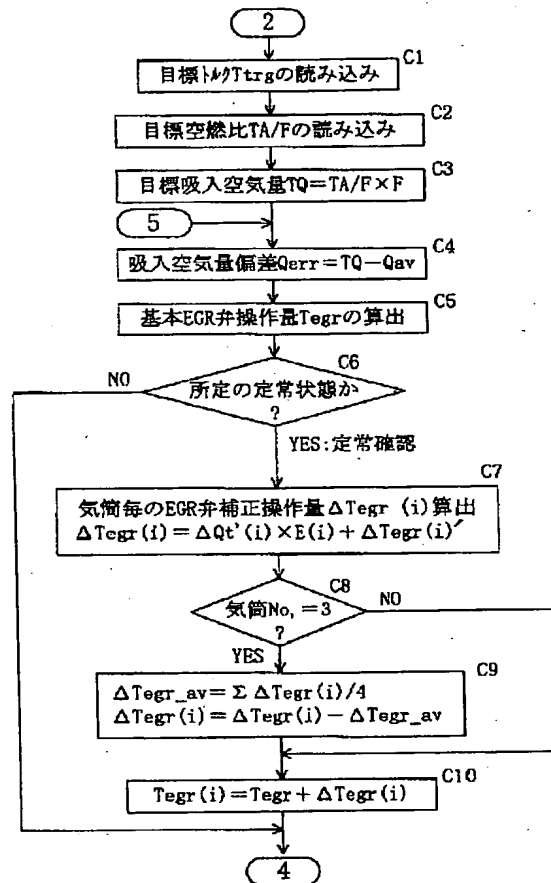 2
C1
目標トルクTtrgの読み込み
C2
目標空燃比TA/Fの読み込み
C3
目標吸入空気量TQ=TA/F×F
5
C4
吸入空気量偏差Qerr=TQ-Qav
C5
基本EGR弁操作量Tegrの算出
C6
NO
所定の定常状態か
?
YES:定常確認
C7
気筒毎のEGR弁補正操作量ΔTegr (i)算出
ΔTegr(i)=ΔQt'(i)×E(i)+ΔTegr(i)′
C8
気筒No,=3
NO
?
YES
C9
ΔTegr_av=Σ ΔTegr(i)/4
ΔTegr(i)=ΔTegr(i)-ΔTegr_av
C10
Tegr(i)=Tegr+ΔTegr(i)
4